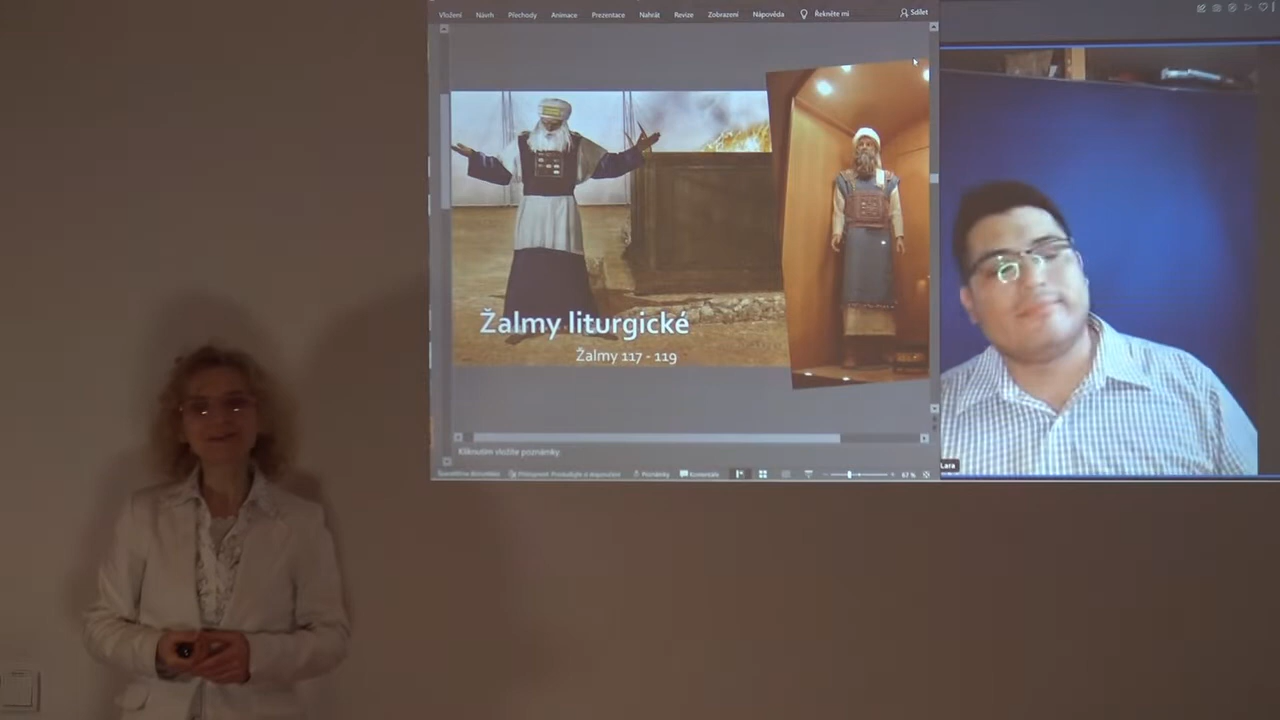 Vložení Návrh Přechody Animace Prezentace Nahrát Revize Zobrazení Nápověda Řekněte mi Sdílet
Žalmy liturgické
Žalmy 117 - 119
Kliknutím vložíte poznámky.
Poznámky Komentáře 67 %
Lara